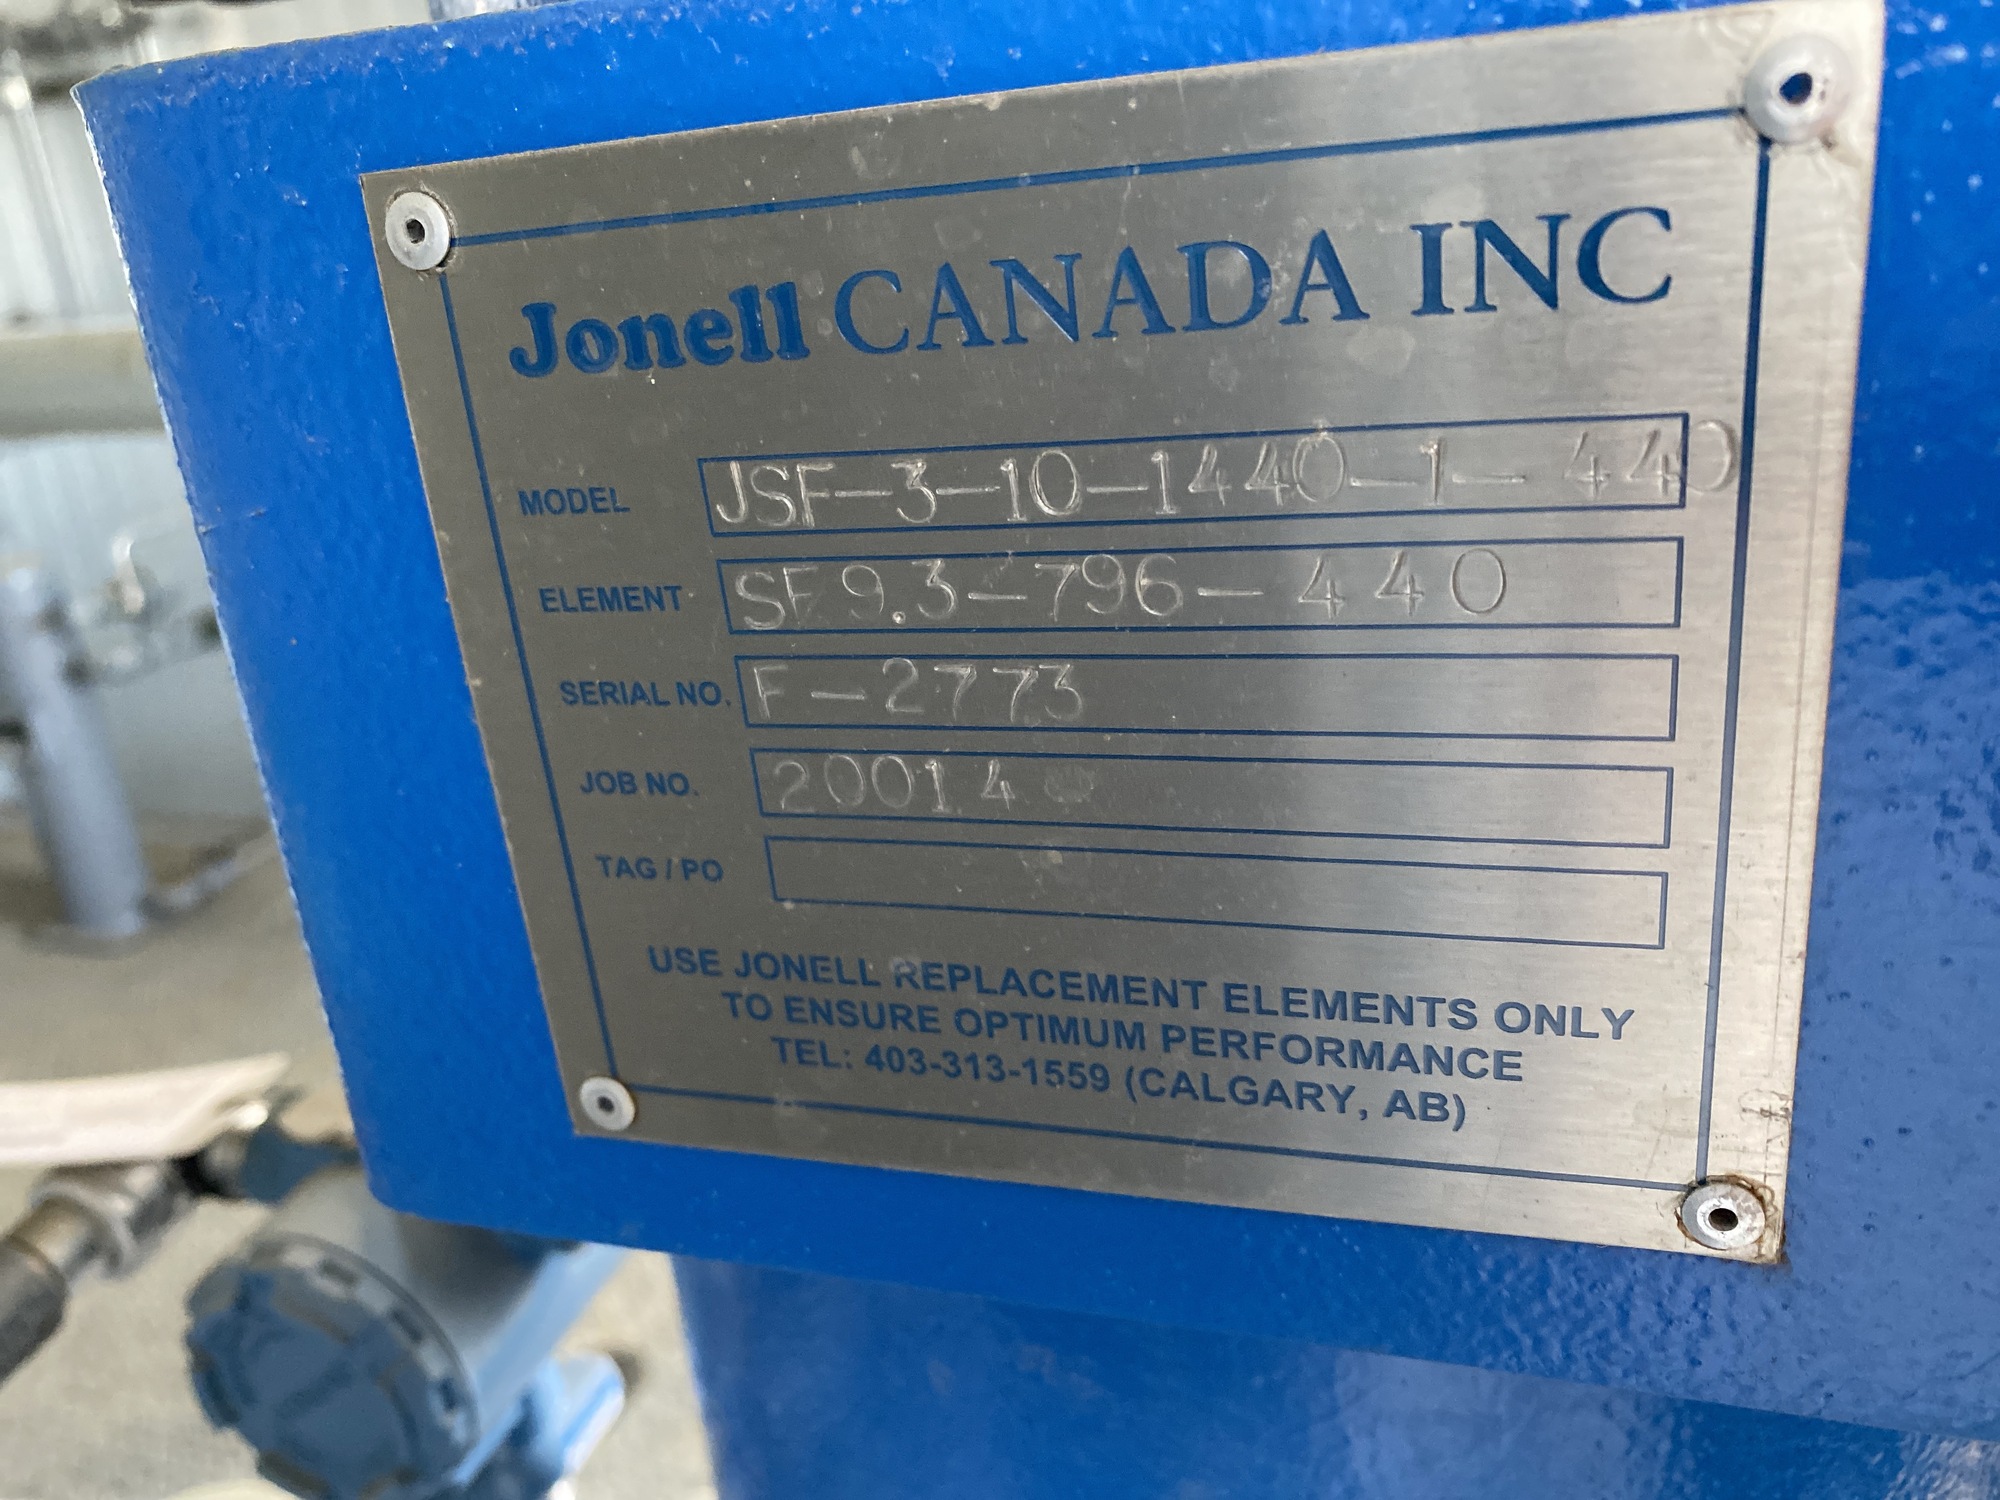 Jonell CANADA INC
MODEL JSF-3-10-1440-1-440
ELEMENT SF9.3-796-440
SERIAL NO. F-2773
JOB NO. 20014
TAG / PO
USE JONELL REPLACEMENT ELEMENTS ONLY
TO ENSURE OPTIMUM PERFORMANCE
TEL: 403-313-1559 (CALGARY, AB)